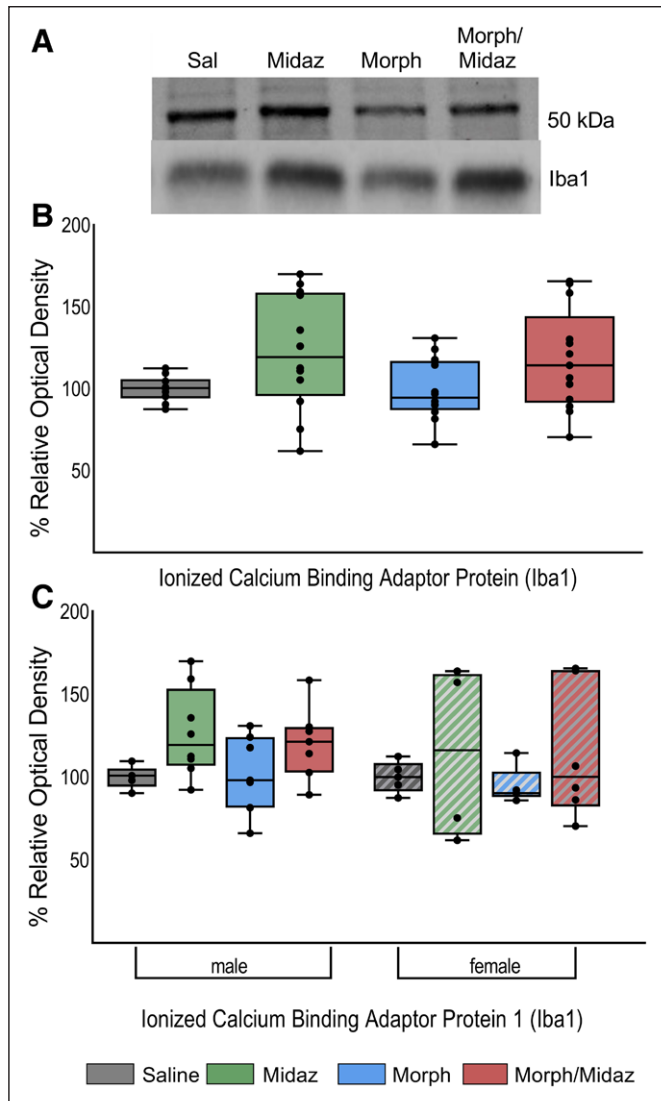 A
Sal Midaz Morph Morph/
Midaz
50 kDa
Iba1
B
200
150
100
50
% Relative Optical Density
Ionized Calcium Binding Adaptor Protein (Iba1)
C
200
150
100
50
% Relative Optical Density
male female
Ionized Calcium Binding Adaptor Protein 1 (Iba1)
Saline Midaz Morph Morph/Midaz